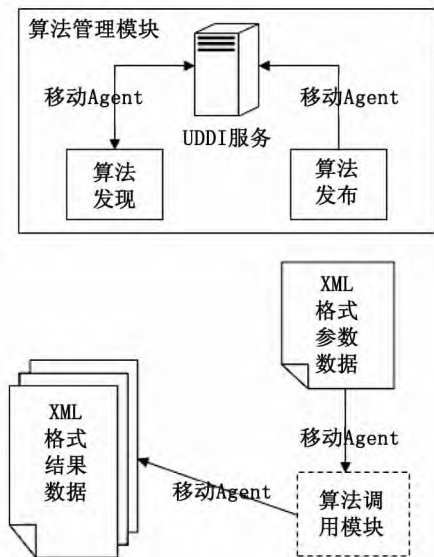 算法管理模块
移动Agent
移动Agent
UDDI服务
算法
发现
算法
发布
XML
格式
参数
数据
XML
格式
结果
数据
移动Agent
移动Agent
算法调
用模块